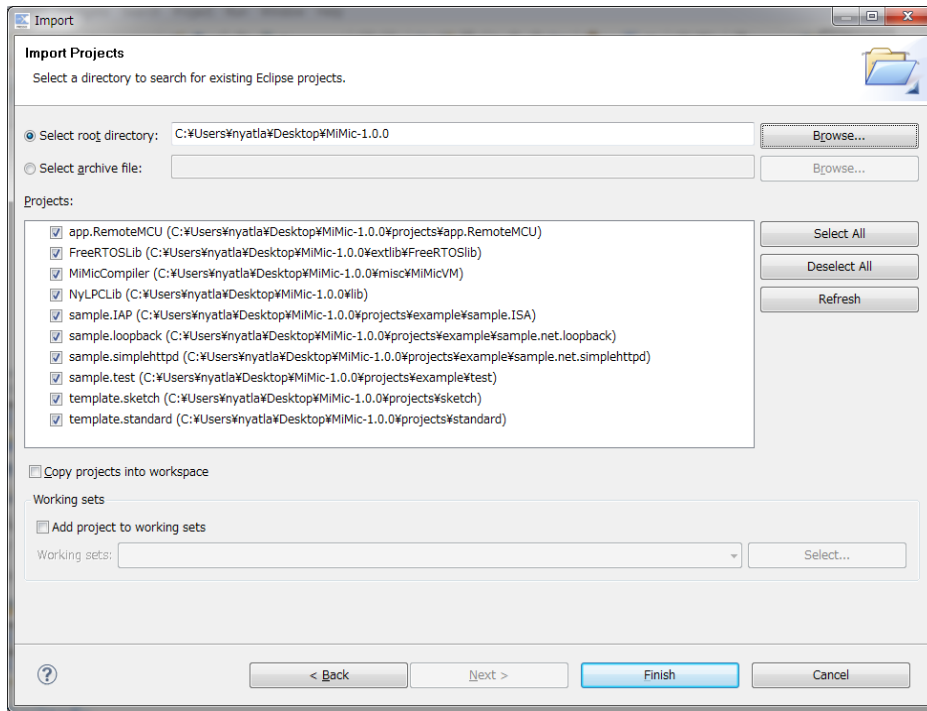 Import
Import Projects
Select a directory to search for existing Eclipse projects.
Select root directory: C:¥Users¥nyatla¥Desktop¥MiMic-1.0.0 Browse...
Select archive file: Browse...
Projects:
app.RemoteMCU (C:¥Users¥nyatla¥Desktop¥MiMic-1.0.0¥projects¥app.RemoteMCU) Select All
FreeRTOSLib (C:¥Users¥nyatla¥Desktop¥MiMic-1.0.0¥extlib¥FreeRTOSlib)
MiMicCompiler (C:¥Users¥nyatla¥Desktop¥MiMic-1.0.0¥misc¥MiMicVM) Deselect All
NyLPCLib (C:¥Users¥nyatla¥Desktop¥MiMic-1.0.0¥lib) Refresh
sample.IAP (C:¥Users¥nyatla¥Desktop¥MiMic-1.0.0¥projects¥example¥sample.ISA)
sample.loopback (C:¥Users¥nyatla¥Desktop¥MiMic-1.0.0¥projects¥example¥sample.net.loopback)
sample.simplehttpd (C:¥Users¥nyatla¥Desktop¥MiMic-1.0.0¥projects¥example¥sample.net.simplehttpd)
sample.test (C:¥Users¥nyatla¥Desktop¥MiMic-1.0.0¥projects¥example¥test)
template.sketch (C:¥Users¥nyatla¥Desktop¥MiMic-1.0.0¥projects¥sketch)
template.standard (C:¥Users¥nyatla¥Desktop¥MiMic-1.0.0¥projects¥standard)
Copy projects into workspace
Working sets
Add project to working sets
Working sets: Select...
? < Back Next > Finish Cancel